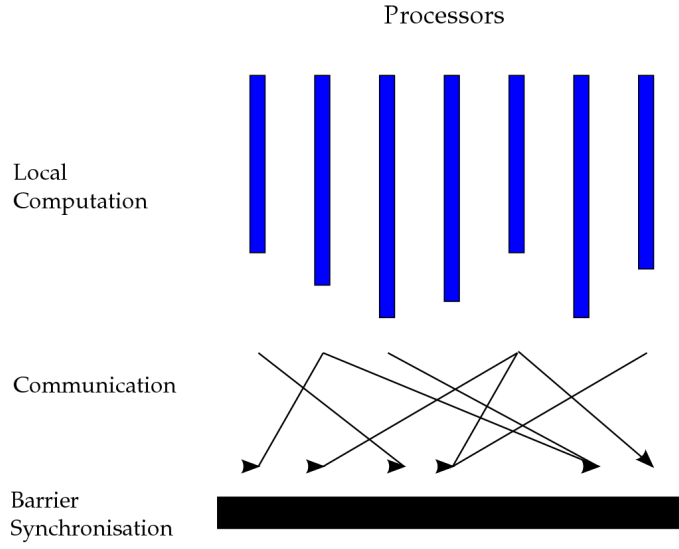 Processors
Local
Computation
Communication
Barrier
Synchronisation